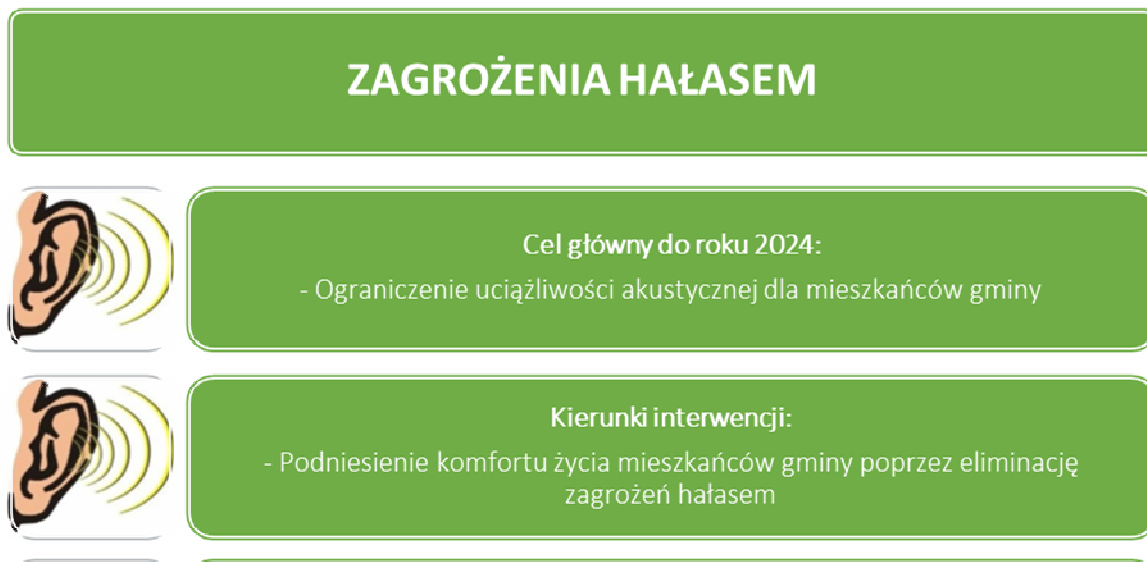 ZAGROŻENIA HAŁASEM
Cel główny do roku 2024:
- Ograniczenie uciążliwości akustycznej dla mieszkańców gminy
Kierunki interwencji:
- Podniesienie komfortu życia mieszkańców gminy poprzez eliminację
zagrożeń hałasem